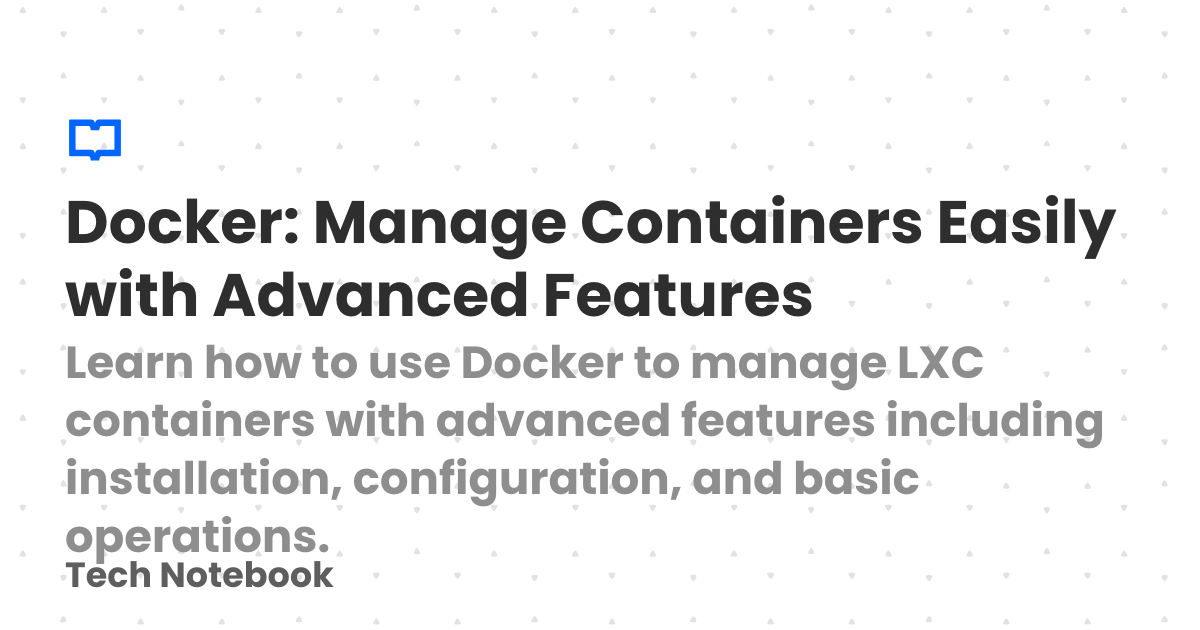 Docker: Manage Containers Easily
with Advanced Features
Learn how to use Docker to manage LXC
containers with advanced features including
installation, configuration, and basic
operations.
Tech Notebook